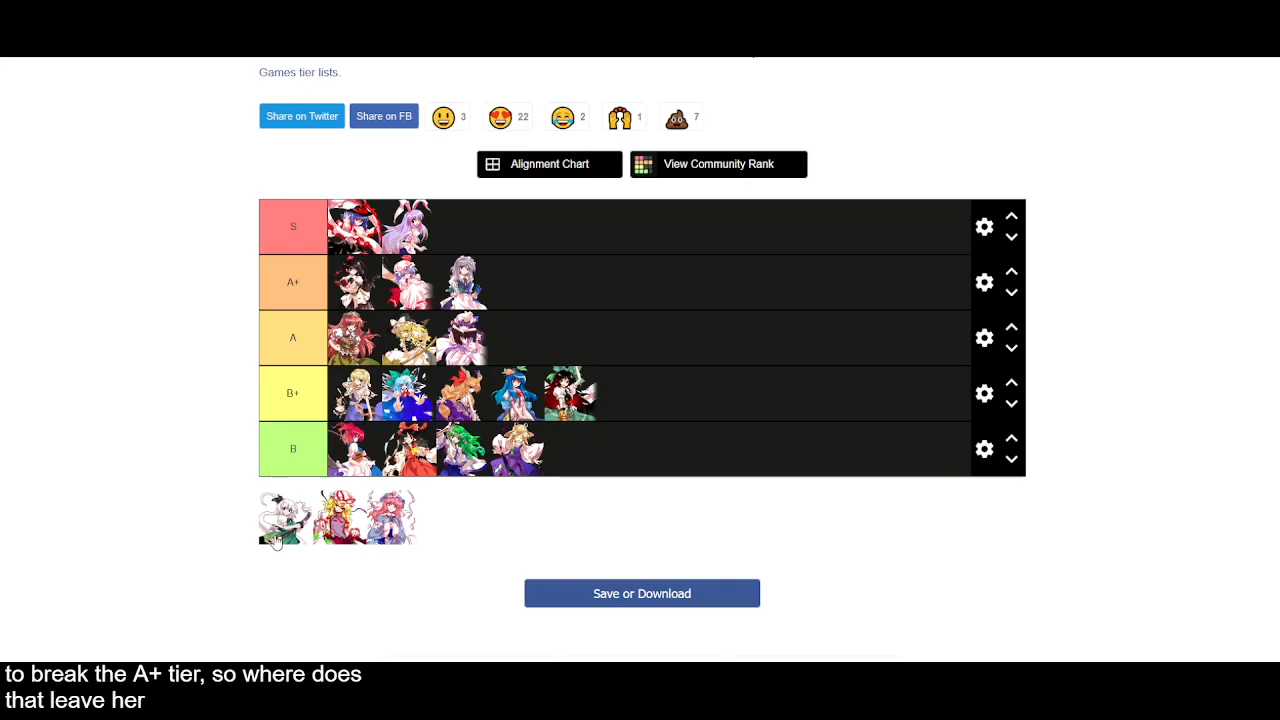 Games tier lists.
Share on Twitter
Share on FB
3
22
2
1
7
Alignment Chart
View Community Rank
S
A+
A
B+
B
Save or Download
to break the A+ tier, so where does
that leave her